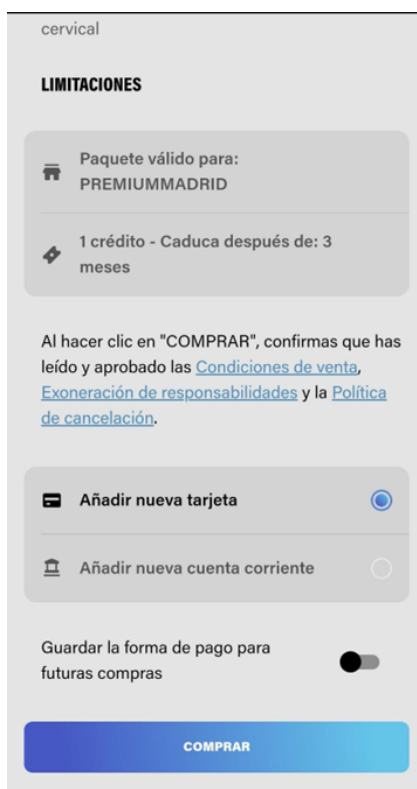 cervical
LIMITACIONES
Paquete válido para:
PREMIUMMADRID
1 crédito - Caduca después de: 3
meses
Al hacer clic en "COMPRAR", confirmas que has
leído y aprobado las Condiciones de venta,
Exoneración de responsabilidades y la Política
de cancelación.
Añadir nueva tarjeta
Añadir nueva cuenta corriente
Guardar la forma de pago para
futuras compras
COMPRAR